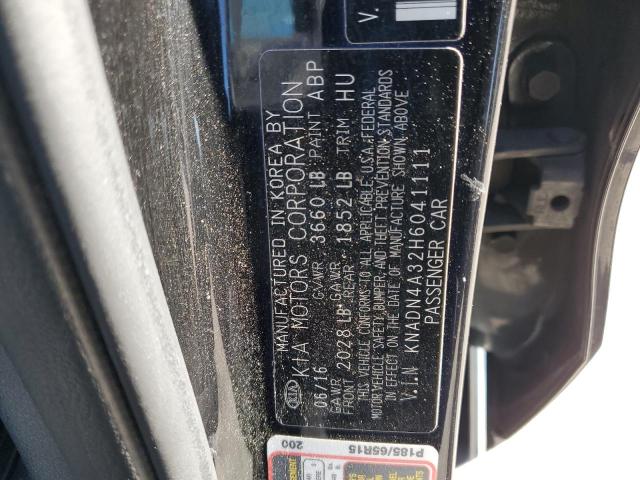 MANUFACTURED IN KOREA BY
KIA MOTORS CORPORATION
KIA
06/16 GVWR 3660 LB PAINT ABP
GAWR GAWR
FRONT 2028 LB REAR 1852 LB TRIM HU
THIS VEHICLE CONFORMS TO ALL APPLICABLE U.S.A. FEDERAL
MOTOR VEHICLE SAFETY, BUMPER, AND THEFT PREVENTION STANDARDS
IN EFFECT ON THE DATE OF MANUFACTURE SHOWN ABOVE
V.I.N KNADN4A32H6041111
PASSENGER CAR
V.
P185/65R15
200